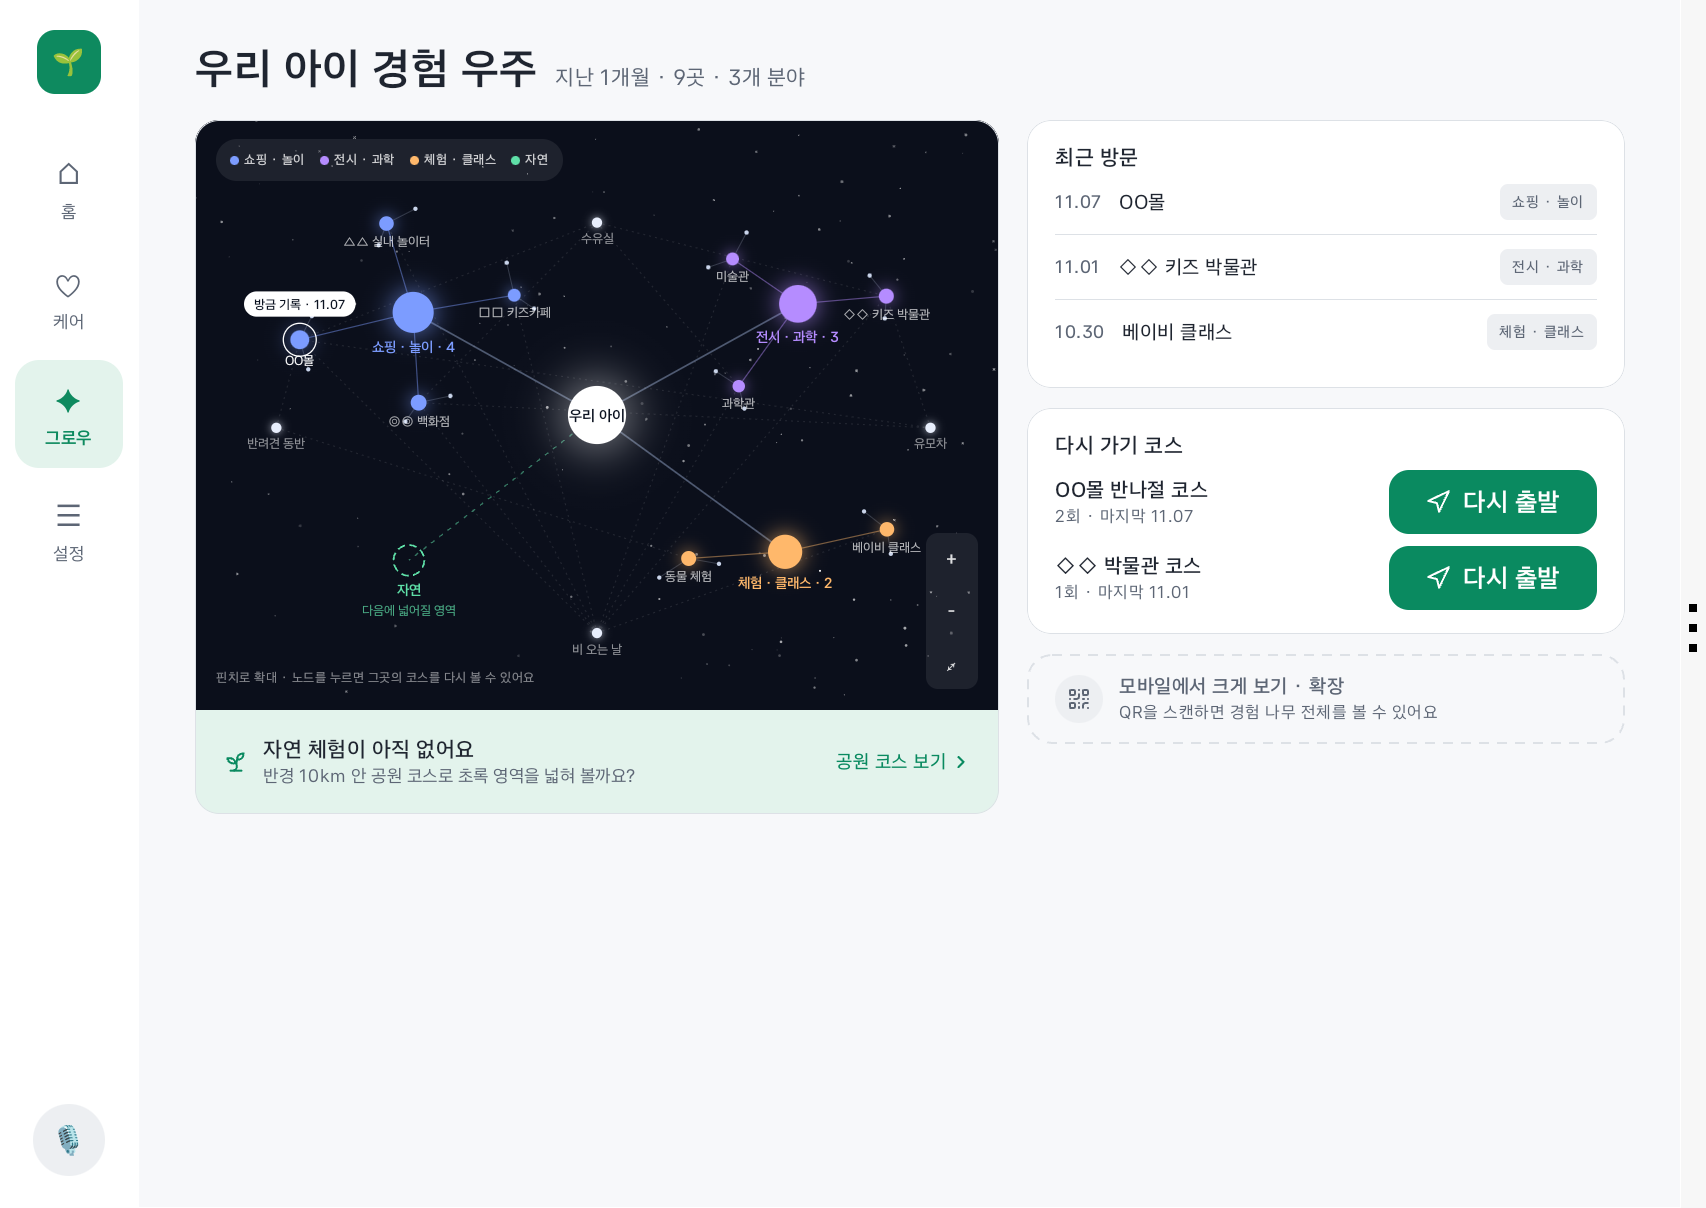 홈
케어
그로우
설정
우리 아이 경험 우주 지난 1개월 · 9곳 · 3개 분야
쇼핑 · 놀이 전시 · 과학 체험 · 클래스 자연
△△ 실내 놀이터
수유실
미술관
방금 기록 · 11.07
□□ 키즈카페
◇◇ 키즈 박물관
전시 · 과학 · 3
쇼핑 · 놀이 · 4
OO몰
과학관
우리 아이
◎◎ 백화점
반려견 동반
유모차
베이비 클래스
동물 체험
체험 · 클래스 · 2
자연
다음에 넓어질 영역
비 오는 날
+
-
핀치로 확대 · 노드를 누르면 그곳의 코스를 다시 볼 수 있어요
자연 체험이 아직 없어요
반경 10km 안 공원 코스로 초록 영역을 넓혀 볼까요?
공원 코스 보기
최근 방문
11.07 OO몰 쇼핑 · 놀이
11.01 ◇◇ 키즈 박물관 전시 · 과학
10.30 베이비 클래스 체험 · 클래스
다시 가기 코스
OO몰 반나절 코스
2회 · 마지막 11.07
다시 출발
◇◇ 박물관 코스
1회 · 마지막 11.01
다시 출발
모바일에서 크게 보기 · 확장
QR을 스캔하면 경험 나무 전체를 볼 수 있어요